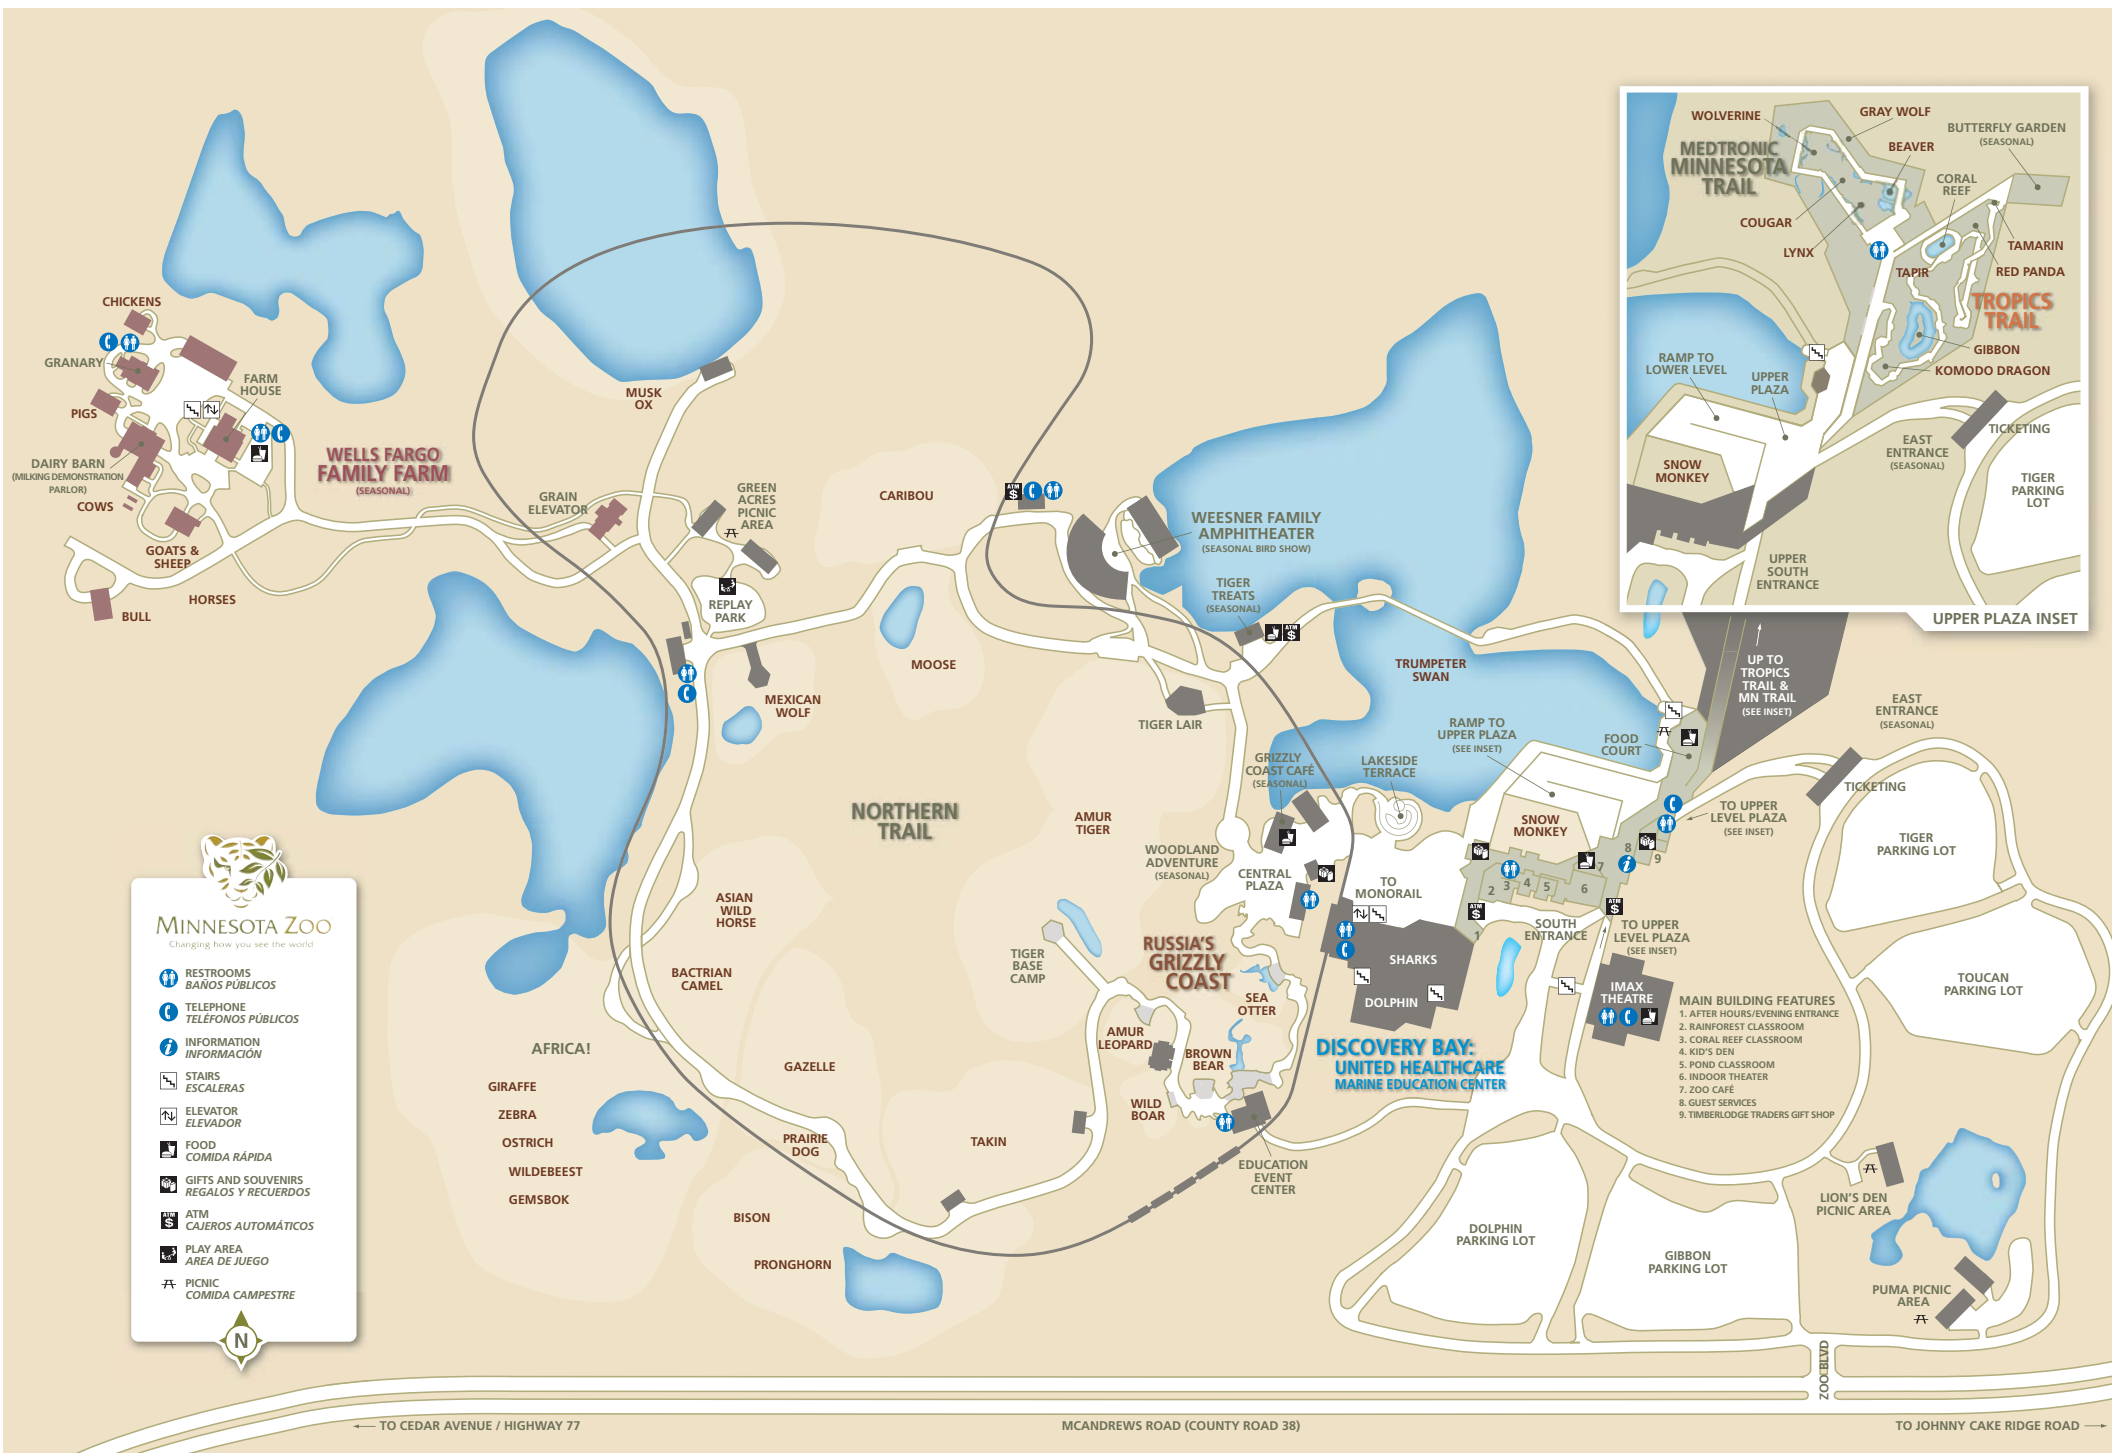 CHICKENS
GRANARY
FARM
HOUSE
PIGS
DAIRY BARN
(MILKING DEMONSTRATION
PARLOR)
COWS
GOATS &
SHEEP
HORSES
BULL
WELLS FARGO
FAMILY FARM
(SEASONAL)
GRAIN
ELEVATOR
MUSK
OX
GREEN
ACRES
PICNIC
AREA
REPLAY
PARK
MEXICAN
WOLF
CARIBOU
MOOSE
ATM
$
WEESNER FAMILY
AMPHITHEATER
(SEASONAL BIRD SHOW)
TIGER
TREATS
(SEASONAL)
ATM
$
TIGER LAIR
TRUMPETER
SWAN
NORTHERN
TRAIL
AMUR
TIGER
ASIAN
WILD
HORSE
BACTRIAN
CAMEL
AFRICA!
GIRAFFE
ZEBRA
OSTRICH
WILDEBEEST
GEMSBOK
GAZELLE
PRAIRIE
DOG
BISON
PRONGHORN
TAKIN
TIGER
BASE
CAMP
RUSSIA'S
GRIZZLY
COAST
AMUR
LEOPARD
BROWN
BEAR
WILD
BOAR
SEA
OTTER
EDUCATION
EVENT
CENTER
WOODLAND
ADVENTURE
(SEASONAL)
CENTRAL
PLAZA
GRIZZLY
COAST CAFÉ
(SEASONAL)
LAKESIDE
TERRACE
RAMP TO
UPPER PLAZA
(SEE INSET)
FOOD
COURT
SNOW
MONKEY
TO
MONORAIL
SHARKS
DOLPHIN
DISCOVERY BAY:
UNITED HEALTHCARE
MARINE EDUCATION CENTER
1
2
3
4
5
6
7
8
9
ATM
$
ATM
$
SOUTH
ENTRANCE
TO UPPER
LEVEL PLAZA
(SEE INSET)
IMAX
THEATRE
TO UPPER
LEVEL PLAZA
(SEE INSET)
UP TO
TROPICS
TRAIL &
MN TRAIL
(SEE INSET)
EAST
ENTRANCE
(SEASONAL)
TICKETING
TIGER
PARKING LOT
TOUCAN
PARKING LOT
MAIN BUILDING FEATURES
1. AFTER HOURS/EVENING ENTRANCE
2. RAINFOREST CLASSROOM
3. CORAL REEF CLASSROOM
4. KID'S DEN
5. POND CLASSROOM
6. INDOOR THEATER
7. ZOO CAFÉ
8. GUEST SERVICES
9. TIMBERLODGE TRADERS GIFT SHOP
DOLPHIN
PARKING LOT
GIBBON
PARKING LOT
LION'S DEN
PICNIC AREA
PUMA PICNIC
AREA
ZOO BLVD
WOLVERINE
GRAY WOLF
BUTTERFLY GARDEN
(SEASONAL)
MEDTRONIC
MINNESOTA
TRAIL
BEAVER
CORAL
REEF
COUGAR
LYNX
TAMARIN
TAPIR
RED PANDA
TROPICS
TRAIL
GIBBON
KOMODO DRAGON
RAMP TO
LOWER LEVEL
UPPER
PLAZA
SNOW
MONKEY
EAST
ENTRANCE
(SEASONAL)
TICKETING
TIGER
PARKING
LOT
UPPER
SOUTH
ENTRANCE
UPPER PLAZA INSET
MINNESOTA ZOO
Changing how you see the world
RESTROOMS
BAÑOS PÚBLICOS
TELEPHONE
TELÉFONOS PÚBLICOS
i
INFORMATION
INFORMACIÓN
STAIRS
ESCALERAS
ELEVATOR
ELEVADOR
FOOD
COMIDA RÁPIDA
GIFTS AND SOUVENIRS
REGALOS Y RECUERDOS
ATM
$
ATM
CAJEROS AUTOMÁTICOS
PLAY AREA
AREA DE JUEGO
PICNIC
COMIDA CAMPESTRE
N
TO CEDAR AVENUE / HIGHWAY 77
MCANDREWS ROAD (COUNTY ROAD 38)
TO JOHNNY CAKE RIDGE ROAD